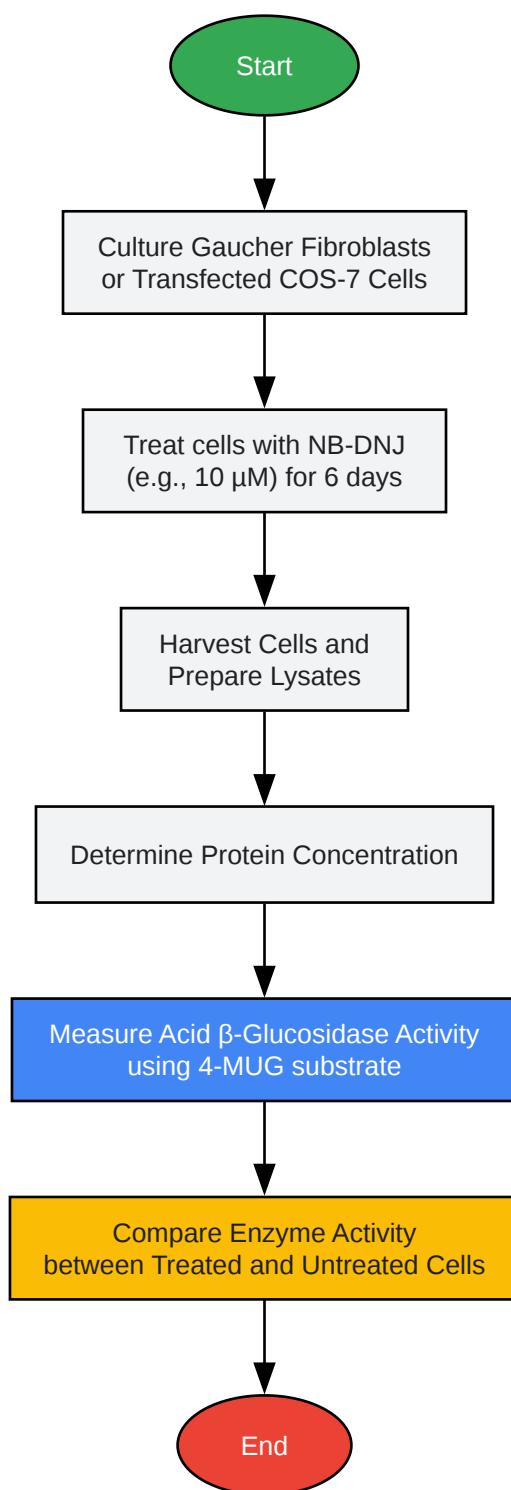 Start
Culture Gaucher Fibroblasts
or Transfected COS-7 Cells
Treat cells with NB-DNJ
(e.g., 10 µM) for 6 days
Harvest Cells and
Prepare Lysates
Determine Protein Concentration
Measure Acid β-Glucosidase Activity
using 4-MUG substrate
Compare Enzyme Activity
between Treated and Untreated Cells
End